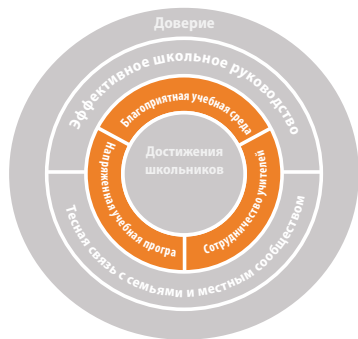 Доверие
Эффективное школьное руководство
Благоприятная учебная среда
Достижения
школьников
Напряженная учебная програ
Сотрудничество учителей
Тесная связь с семьями и местным сообществом